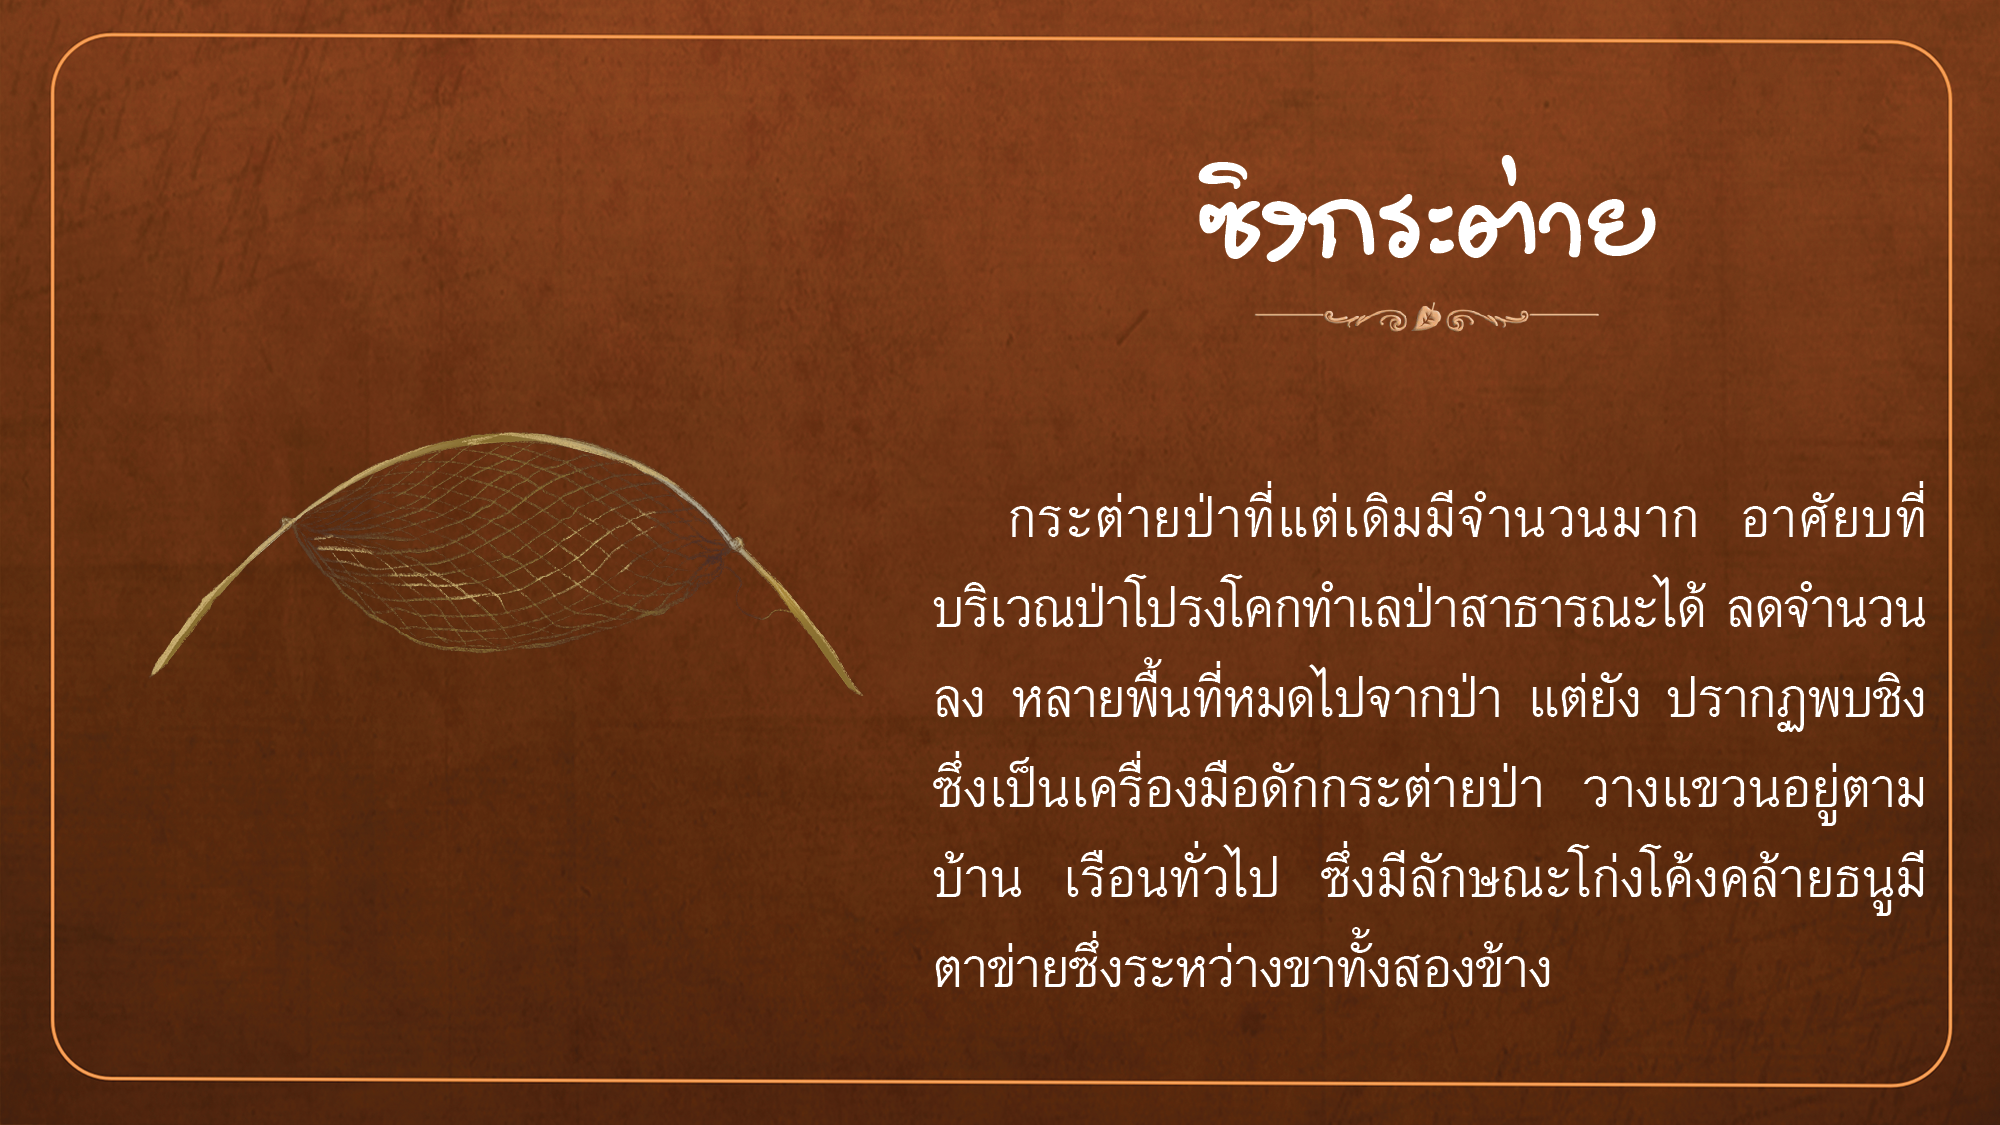 ซิงกระต่าย
กระต่ายป่าที่แต่เดิมมีจำนวนมาก อาศัยบที่
บริเวณป่าโปรงโคกทำเลป่าสาธารณะได้ ลดจำนวน
ลง หลายพื้นที่หมดไปจากป่า แต่ยัง ปรากฏพบชิง
ซึ่งเป็นเครื่องมือดักกระต่ายป่า วางแขวนอยู่ตาม
บ้าน เรือนทั่วไป ซึ่งมีลักษณะโก่งโค้งคล้ายธนูมี
ตาข่ายซึ่งระหว่างขาทั้งสองข้าง